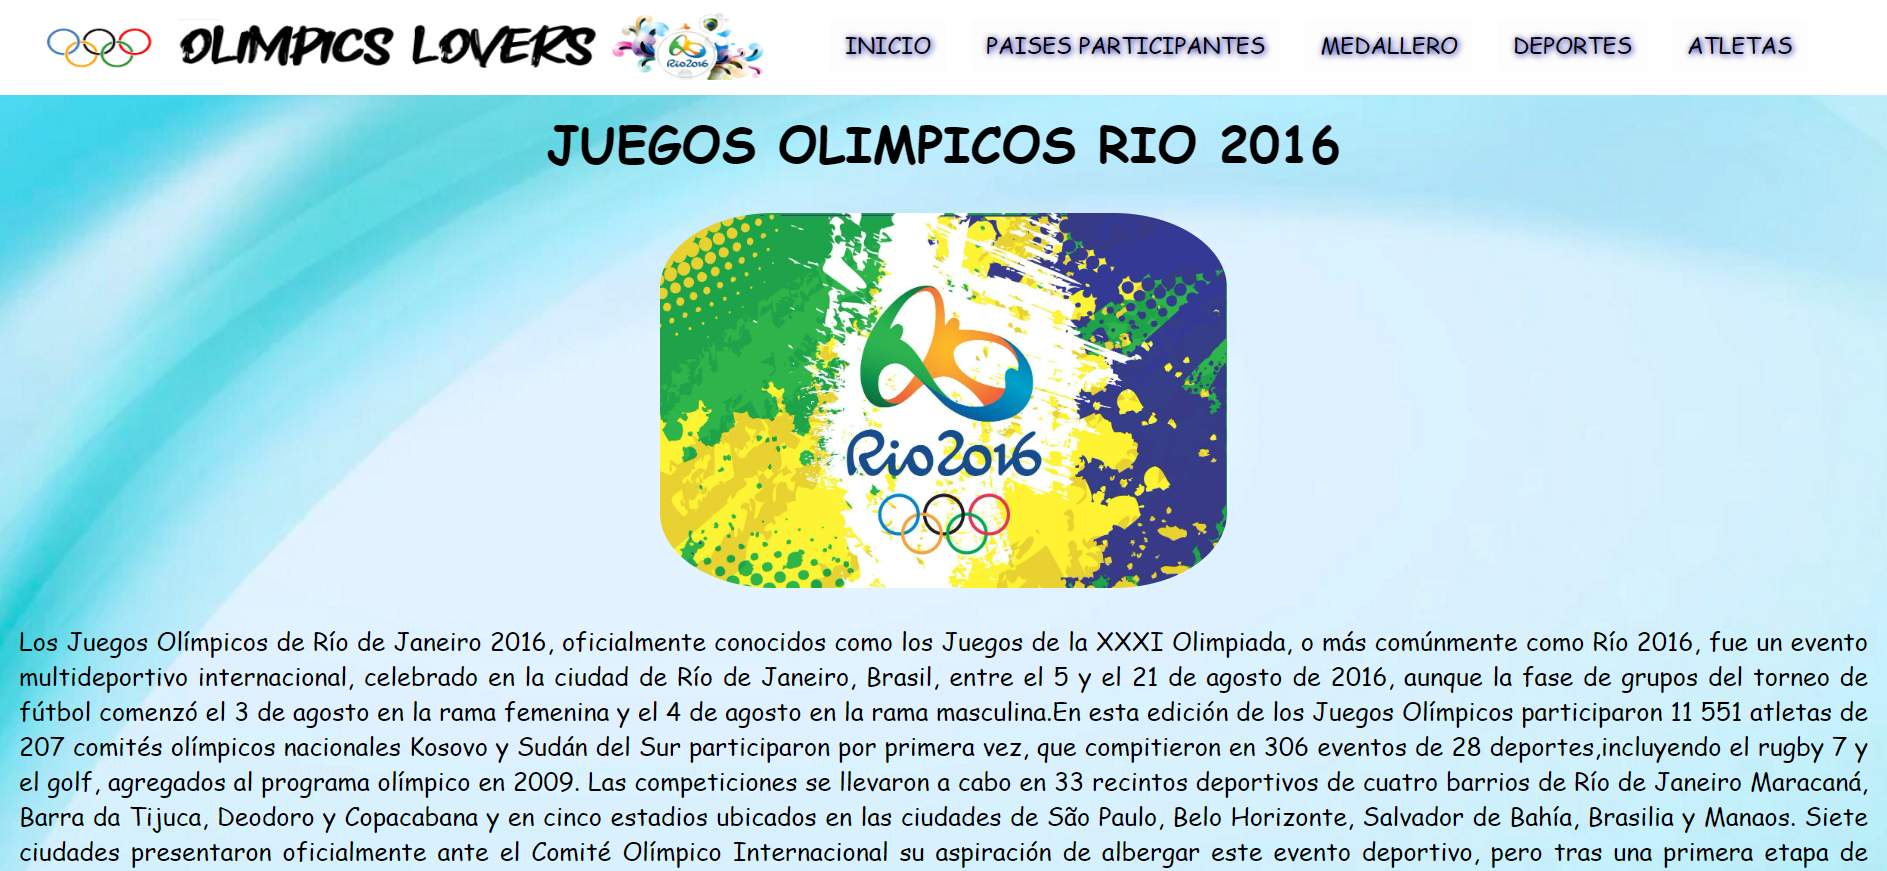 OLIMPICS LOVERS
Rio2016
INICIO
PAISES PARTICIPANTES
MEDALLERO
DEPORTES
ATLETAS
JUEGOS OLIMPICOS RIO 2016
Rio2016
Los Juegos Olímpicos de Río de Janeiro 2016, oficialmente conocidos como los Juegos de la XXXI Olimpiada, o más comúnmente como Río 2016, fue un evento
multideportivo internacional, celebrado en la ciudad de Río de Janeiro, Brasil, entre el 5 y el 21 de agosto de 2016, aunque la fase de grupos del torneo de
fútbol comenzó el 3 de agosto en la rama femenina y el 4 de agosto en la rama masculina.En esta edición de los Juegos Olímpicos participaron 11 551 atletas de
207 comités olímpicos nacionales Kosovo y Sudán del Sur participaron por primera vez, que compitieron en 306 eventos de 28 deportes,incluyendo el rugby 7 y
el golf, agregados al programa olímpico en 2009. Las competiciones se llevaron a cabo en 33 recintos deportivos de cuatro barrios de Río de Janeiro Maracaná,
Barra da Tijuca, Deodoro y Copacabana y en cinco estadios ubicados en las ciudades de São Paulo, Belo Horizonte, Salvador de Bahía, Brasilia y Manaos. Siete
ciudades presentaron oficialmente ante el Comité Olímpico Internacional su aspiración de albergar este evento deportivo, pero tras una primera etapa de